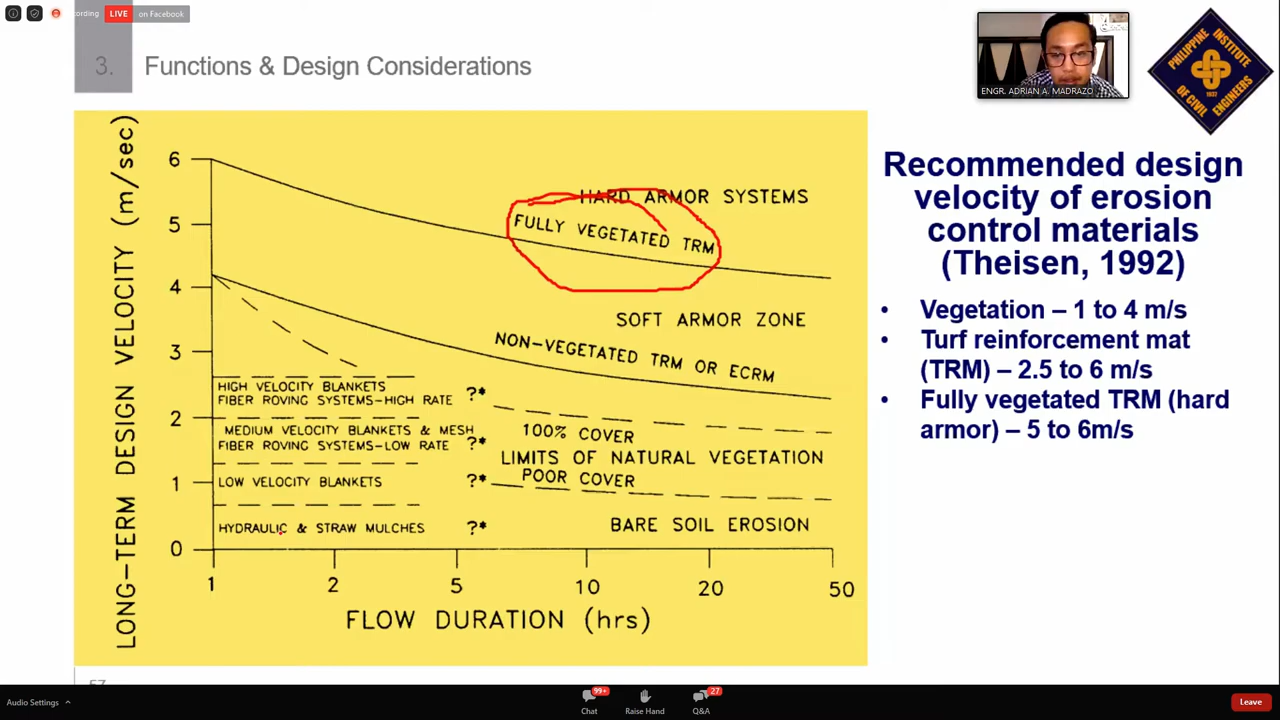 cording
LIVE
on Facebook
3.
Functions & Design Considerations
ENGR. ADRIAN A. MADRAZO
PHILIPPINE INSTITUTE OF CIVIL ENGINEERS
LONG-TERM DESIGN VELOCITY (m/sec)
6
5
4
3
2
1
0
HARD ARMOR SYSTEMS
FULLY VEGETATED TRM
SOFT ARMOR ZONE
NON-VEGETATED TRM OR ECRM
HIGH VELOCITY BLANKETS
FIBER ROVING SYSTEMS-HIGH RATE ?*
MEDIUM VELOCITY BLANKETS & MESH
FIBER ROVING SYSTEMS-LOW RATE ?*
LOW VELOCITY BLANKETS ?*
HYDRAULIC & STRAW MULCHES ?*
100% COVER
LIMITS OF NATURAL VEGETATION
POOR COVER
BARE SOIL EROSION
1 2 5 10 20 50
FLOW DURATION (hrs)
Recommended design
velocity of erosion
control materials
(Theisen, 1992)
• Vegetation – 1 to 4 m/s
• Turf reinforcement mat
(TRM) – 2.5 to 6 m/s
• Fully vegetated TRM (hard
armor) – 5 to 6m/s
Audio Settings
99+
Chat
Raise Hand
27
Q&A
Leave